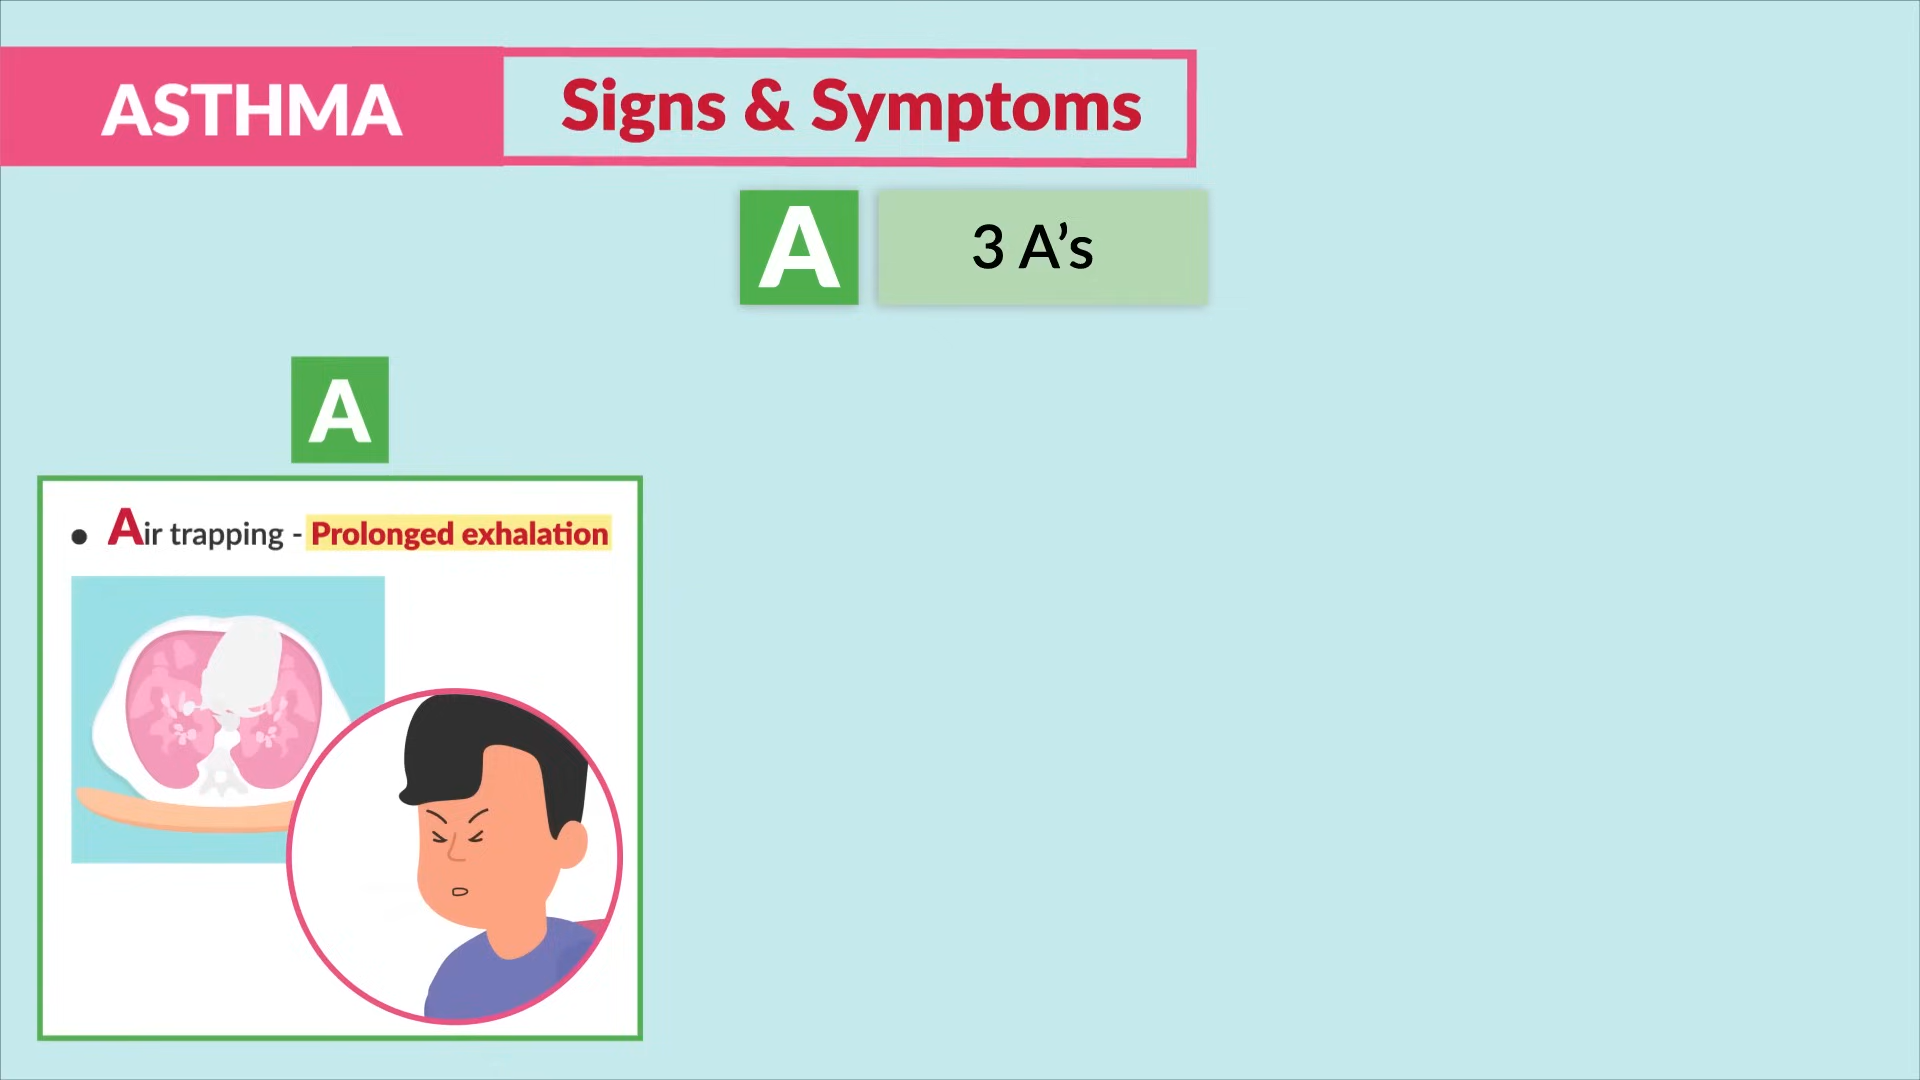 ASTHMA
Signs & Symptoms
A
3 A’s
A
• Air trapping - Prolonged exhalation